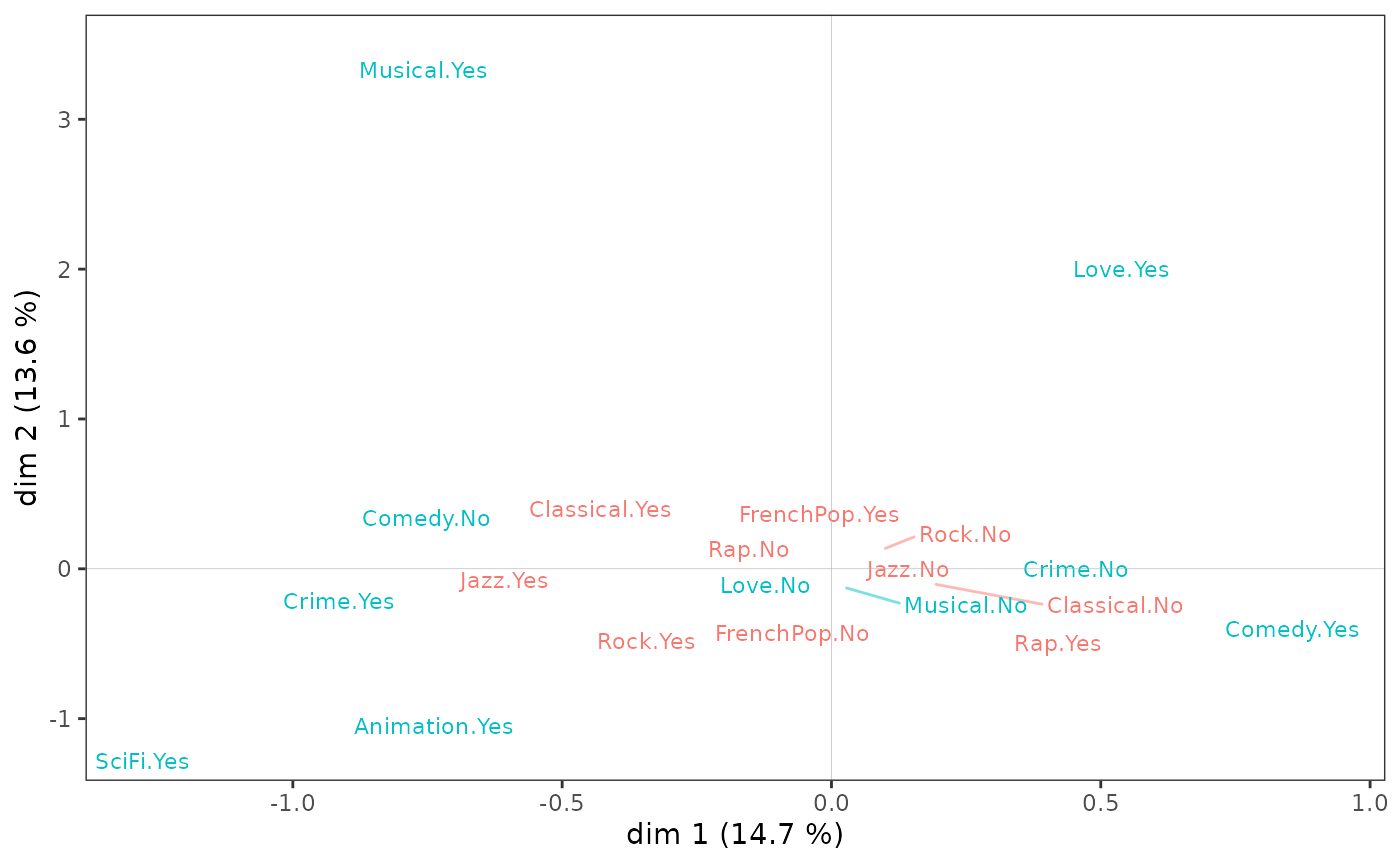 Musical.Yes
3
2
Love.Yes
dim 2 (13.6 %)
1
Comedy.No
Classical.Yes
FrenchPop.Yes
Rock.No
Rap.No
0
Jazz.Yes
Jazz.No
Crime.No
Love.No
Crime.Yes
Musical.No
Classical.No
Rock.Yes
FrenchPop.No
Rap.Yes
Comedy.Yes
-1
Animation.Yes
SciFi.Yes
-1.0
-0.5
0.0
0.5
1.0
dim 1 (14.7 %)